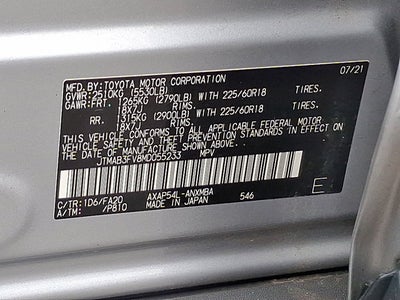 MFD.BY:TOYOTA MOTOR CORPORATION 07/21
GVWR:2510KG (5530LB)
GAWR:FRT. 1265KG (2790LB) WITH 225/60R18 TIRES.
18X7J RIMS.
RR. 1315KG (2900LB) WITH 225/60R18 TIRES.
18X7J RIMS.
THIS VEHICLE CONFORMS TO ALL APPLICABLE FEDERAL MOTOR
VEHICLE SAFETY AND THEFT PREVENTION STANDARDS IN EFFECT
ON THE DATE OF MANUFACTURE SHOWN ABOVE.
JTMAB3FV8MD055233 MPV
C/TR:1D6/FA20 AXAP54L-ANXMBA
A/TM: /P810 MADE IN JAPAN 546
E